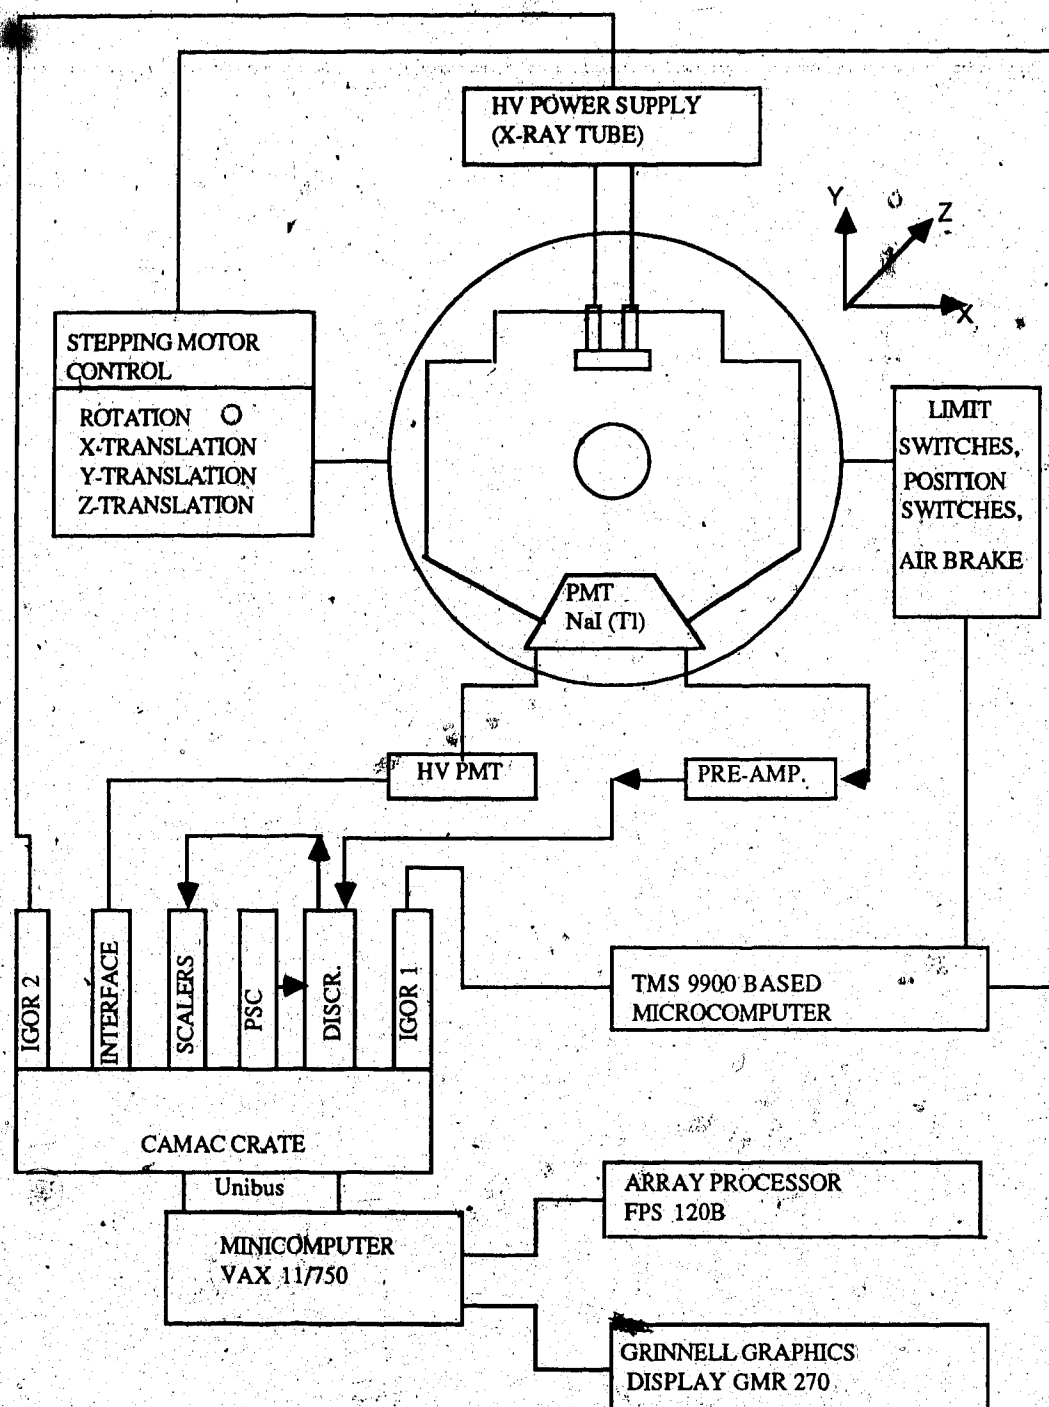 HV POWER SUPPLY
(X-RAY TUBE)
Y
Z
X
STEPPING MOTOR
CONTROL
ROTATION
X-TRANSLATION
Y-TRANSLATION
Z-TRANSLATION
LIMIT
SWITCHES,
POSITION
SWITCHES,
AIR BRAKE
PMT
NaI (Tl)
HV PMT
PRE-AMP.
IGOR 2
INTERFACE
SCALERS
PSC
DISCR.
IGOR 1
TMS 9900 BASED
MICROCOMPUTER
CAMAC CRATE
Unibus
ARRAY PROCESSOR
FPS 120B
MINICOMPUTER
VAX 11/750
GRINNELL GRAPHICS
DISPLAY GMR 270